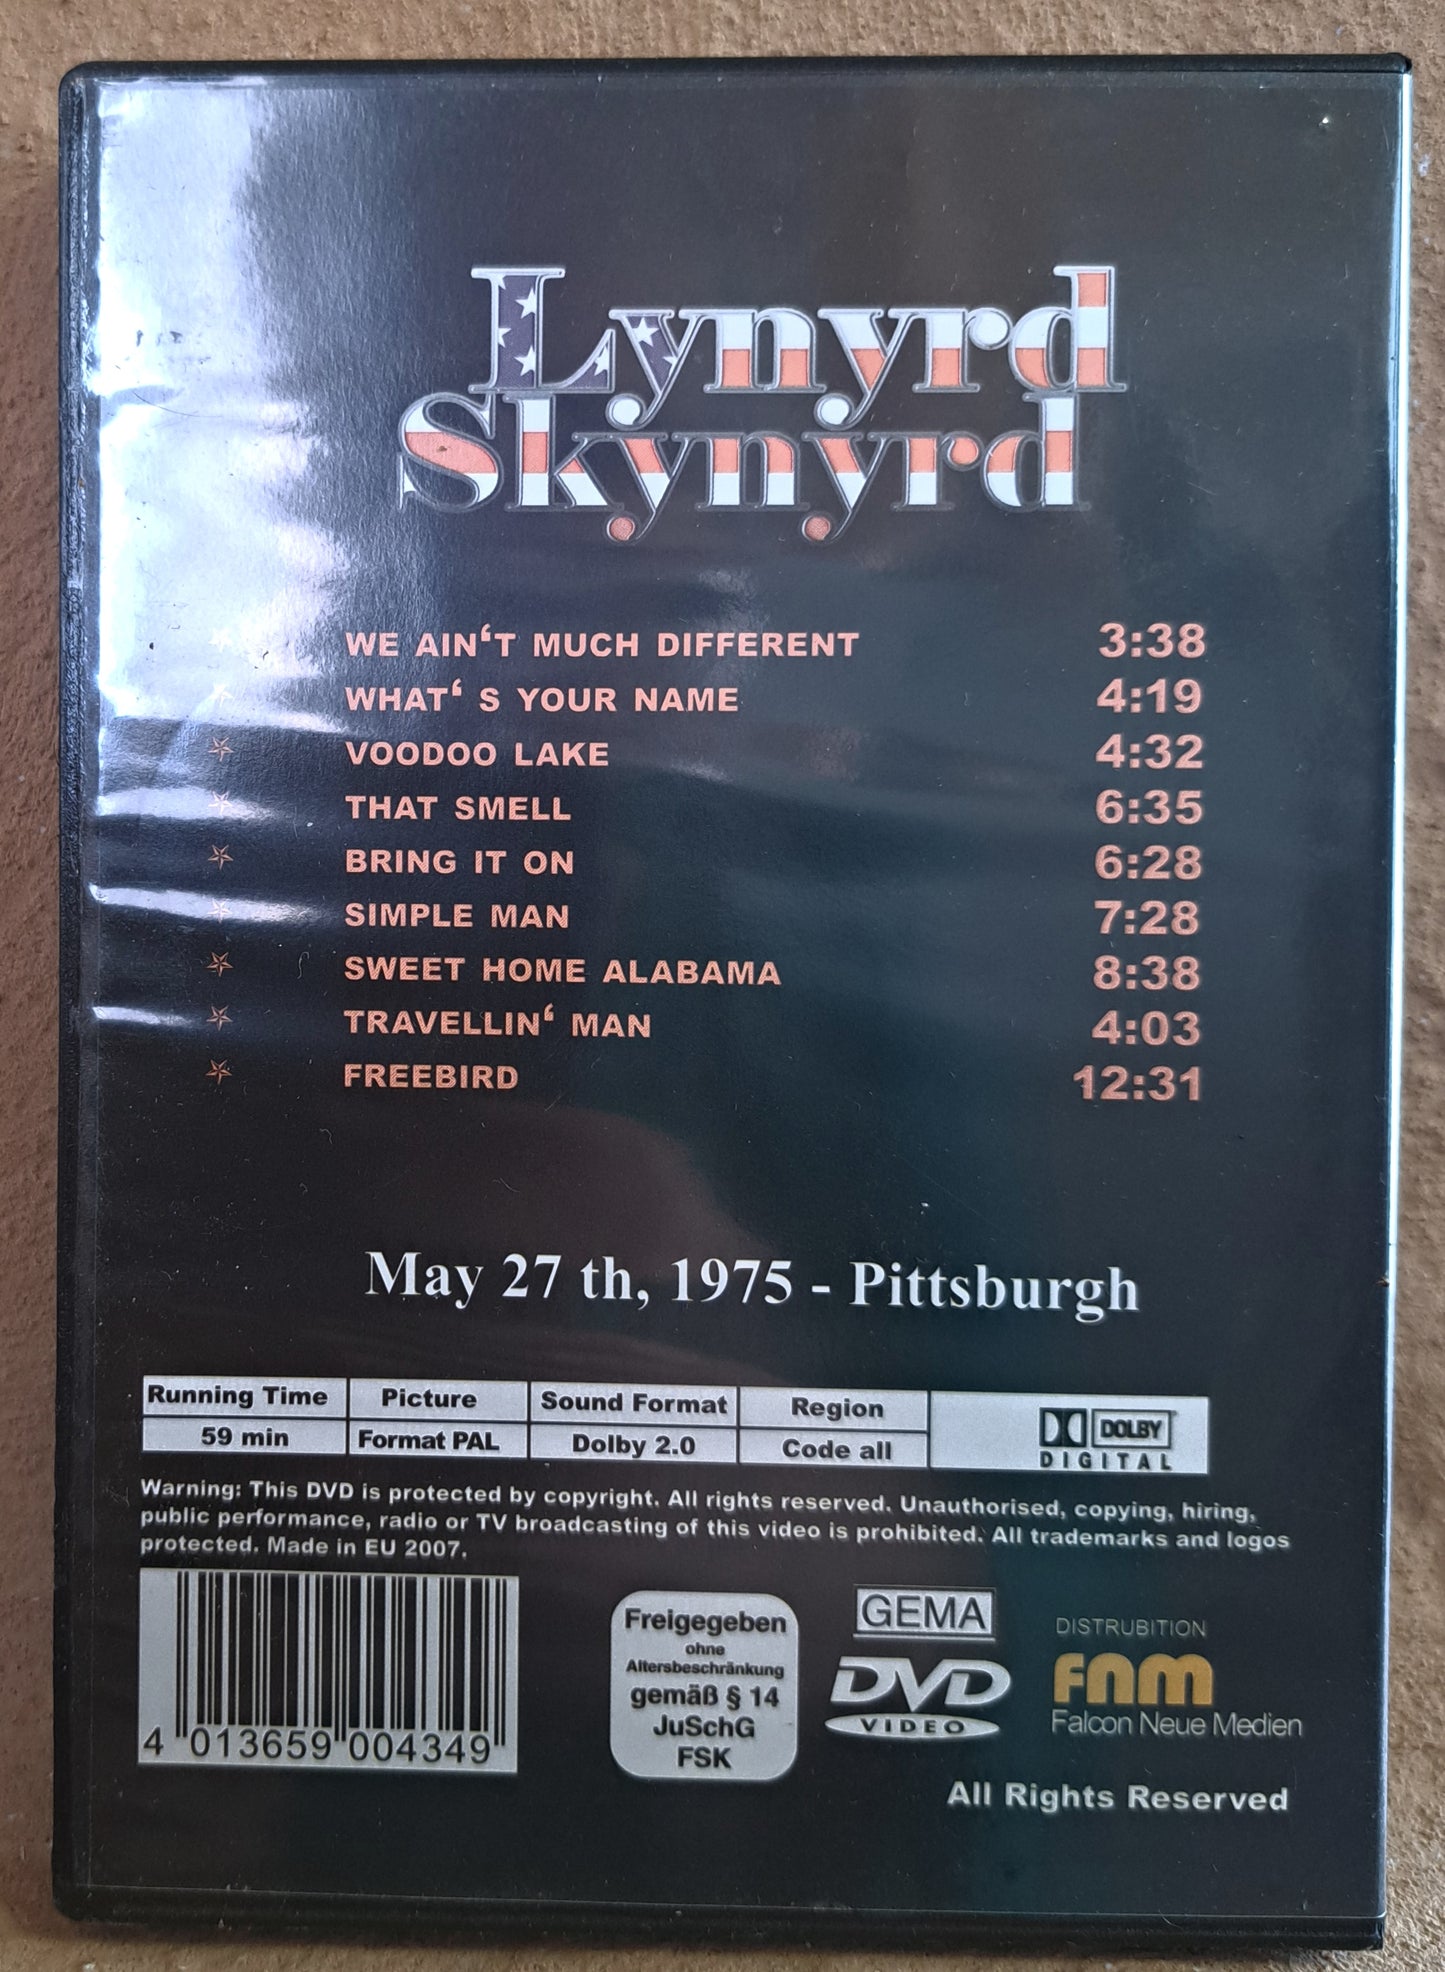 Lynyrd
Skynyrd
WE AIN‘T MUCH DIFFERENT 3:38
WHAT‘ S YOUR NAME 4:19
VOODOO LAKE 4:32
THAT SMELL 6:35
BRING IT ON 6:28
SIMPLE MAN 7:28
SWEET HOME ALABAMA 8:38
TRAVELLIN‘ MAN 4:03
FREEBIRD 12:31
May 27 th, 1975 - Pittsburgh
Running Time Picture Sound Format Region
59 min Format PAL Dolby 2.0 Code all
DOLBY
DIGITAL
Warning: This DVD is protected by copyright. All rights reserved. Unauthorised, copying, hiring,
public performance, radio or TV broadcasting of this video is prohibited. All trademarks and logos
protected. Made in EU 2007.
4 013659 004349
Freigegeben
ohne
Altersbeschränkung
gemäß § 14
JuSchG
FSK
GEMA
DVD
VIDEO
DISTRUBITION
FNM
Falcon Neue Medien
All Rights Reserved